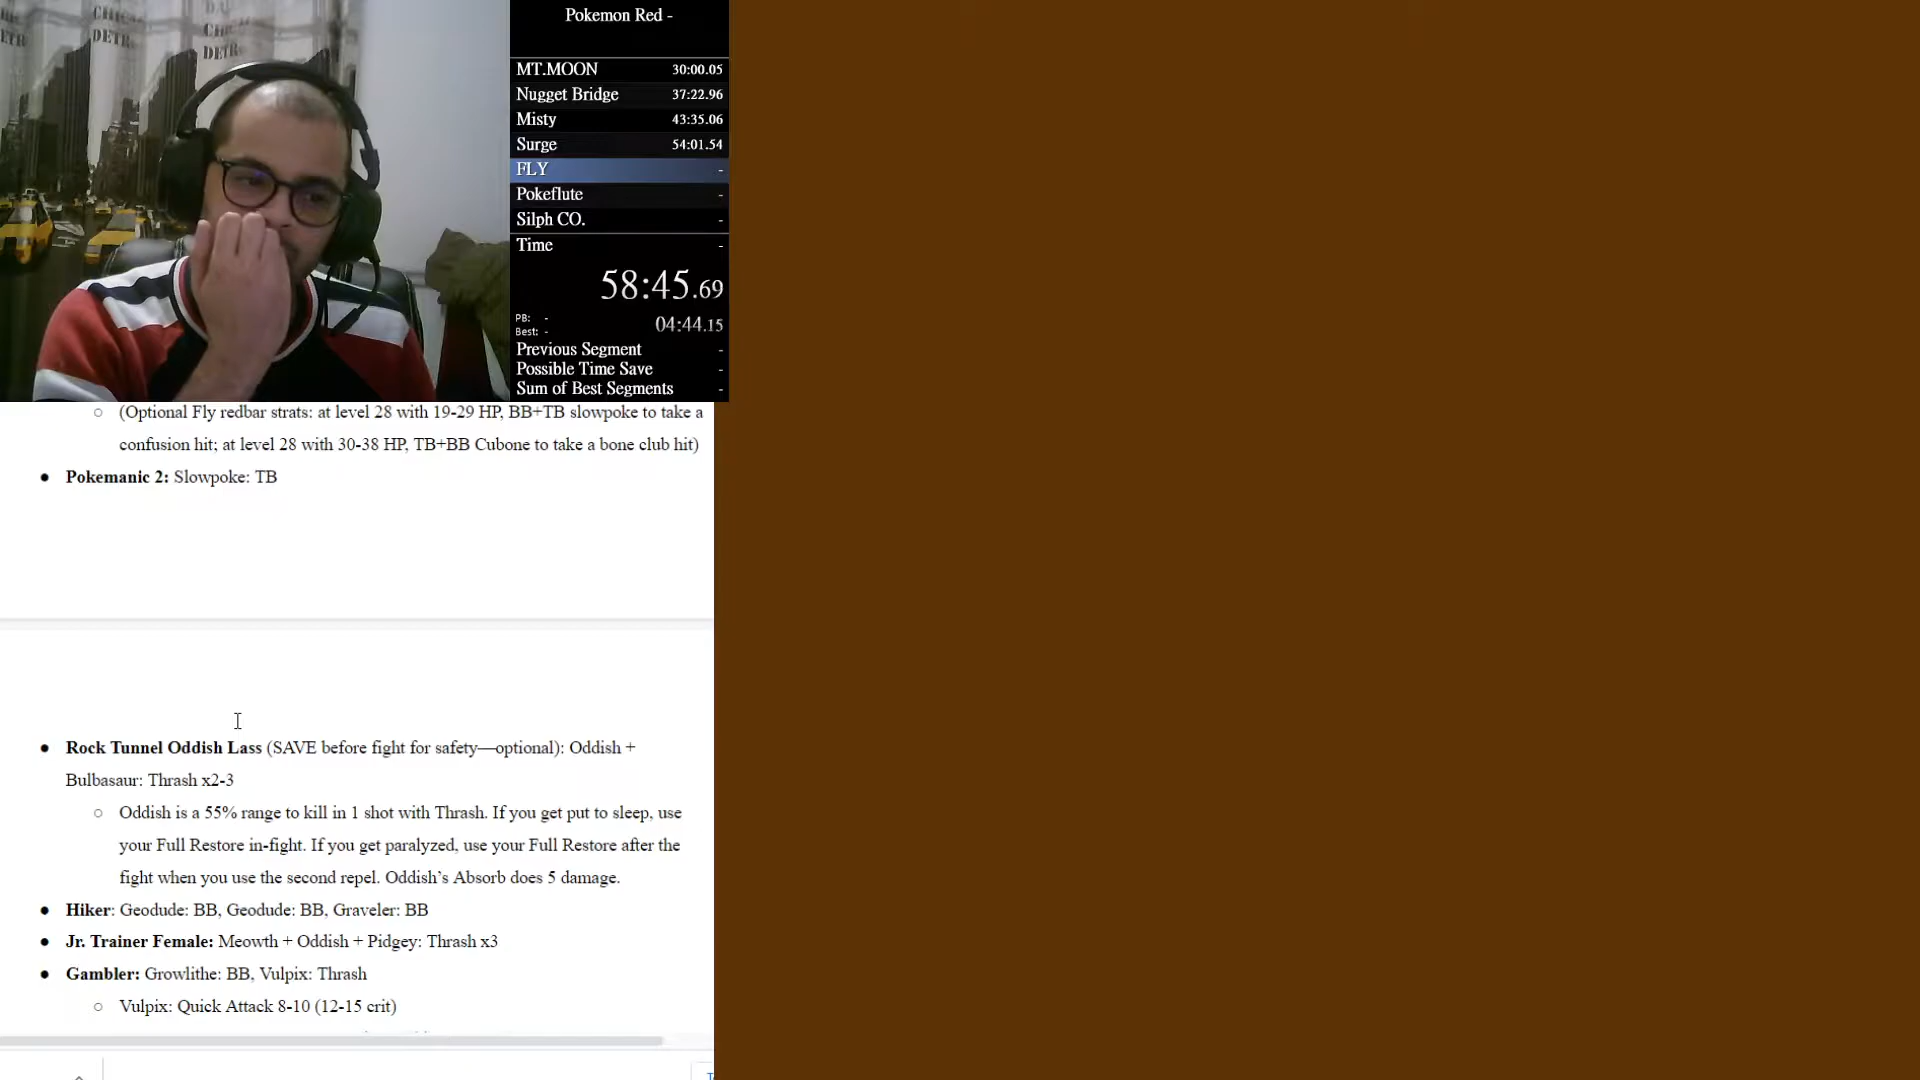 Pokemon Red -
MT.MOON 30:00.05
Nugget Bridge 37:22.96
Misty 43:35.06
Surge 54:01.54
FLY -
Pokeflute -
Silph CO. -
Time -
58:45.69
PB: -
Best: -
04:44.15
Previous Segment -
Possible Time Save -
Sum of Best Segments -
○ (Optional Fly redbar strats: at level 28 with 19-29 HP, BB+TB slowpoke to take a
confusion hit; at level 28 with 30-38 HP, TB+BB Cubone to take a bone club hit)
● Pokemanic 2: Slowpoke: TB
● Rock Tunnel Oddish Lass (SAVE before fight for safety—optional): Oddish +
Bulbasaur: Thrash x2-3
○ Oddish is a 55% range to kill in 1 shot with Thrash. If you get put to sleep, use
your Full Restore in-fight. If you get paralyzed, use your Full Restore after the
fight when you use the second repel. Oddish's Absorb does 5 damage.
● Hiker: Geodude: BB, Geodude: BB, Graveler: BB
● Jr. Trainer Female: Meowth + Oddish + Pidgey: Thrash x3
● Gambler: Growlithe: BB, Vulpix: Thrash
○ Vulpix: Quick Attack 8-10 (12-15 crit)
CHICAGO
DETR